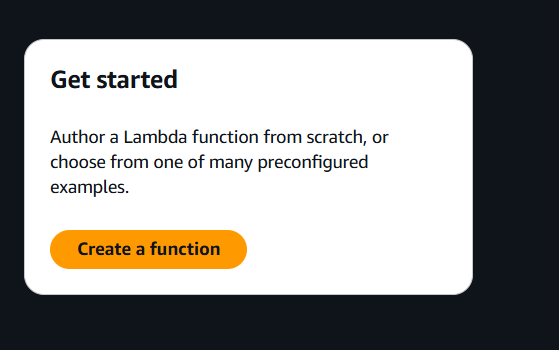 Get started
Author a Lambda function from scratch, or
choose from one of many preconfigured
examples.
Create a function